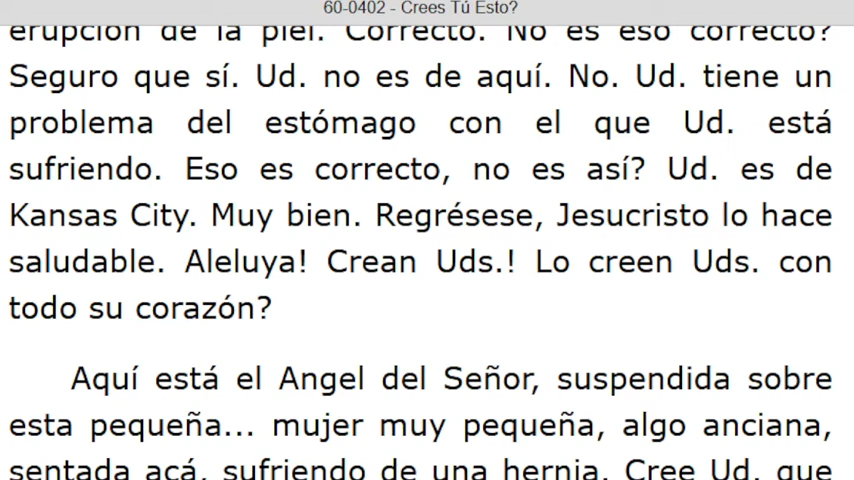 60-0402 - Crees Tú Esto?
erupción de la piel. Correcto. No es eso correcto?
Seguro que sí. Ud. no es de aquí. No. Ud. tiene un
problema del estómago con el que Ud. está
sufriendo. Eso es correcto, no es así? Ud. es de
Kansas City. Muy bien. Regrésese, Jesucristo lo hace
saludable. Aleluya! Crean Uds.! Lo creen Uds. con
todo su corazón?
Aquí está el Angel del Señor, suspendida sobre
esta pequeña... mujer muy pequeña, algo anciana,
sentada acá, sufriendo de una hernia. Cree Ud. que